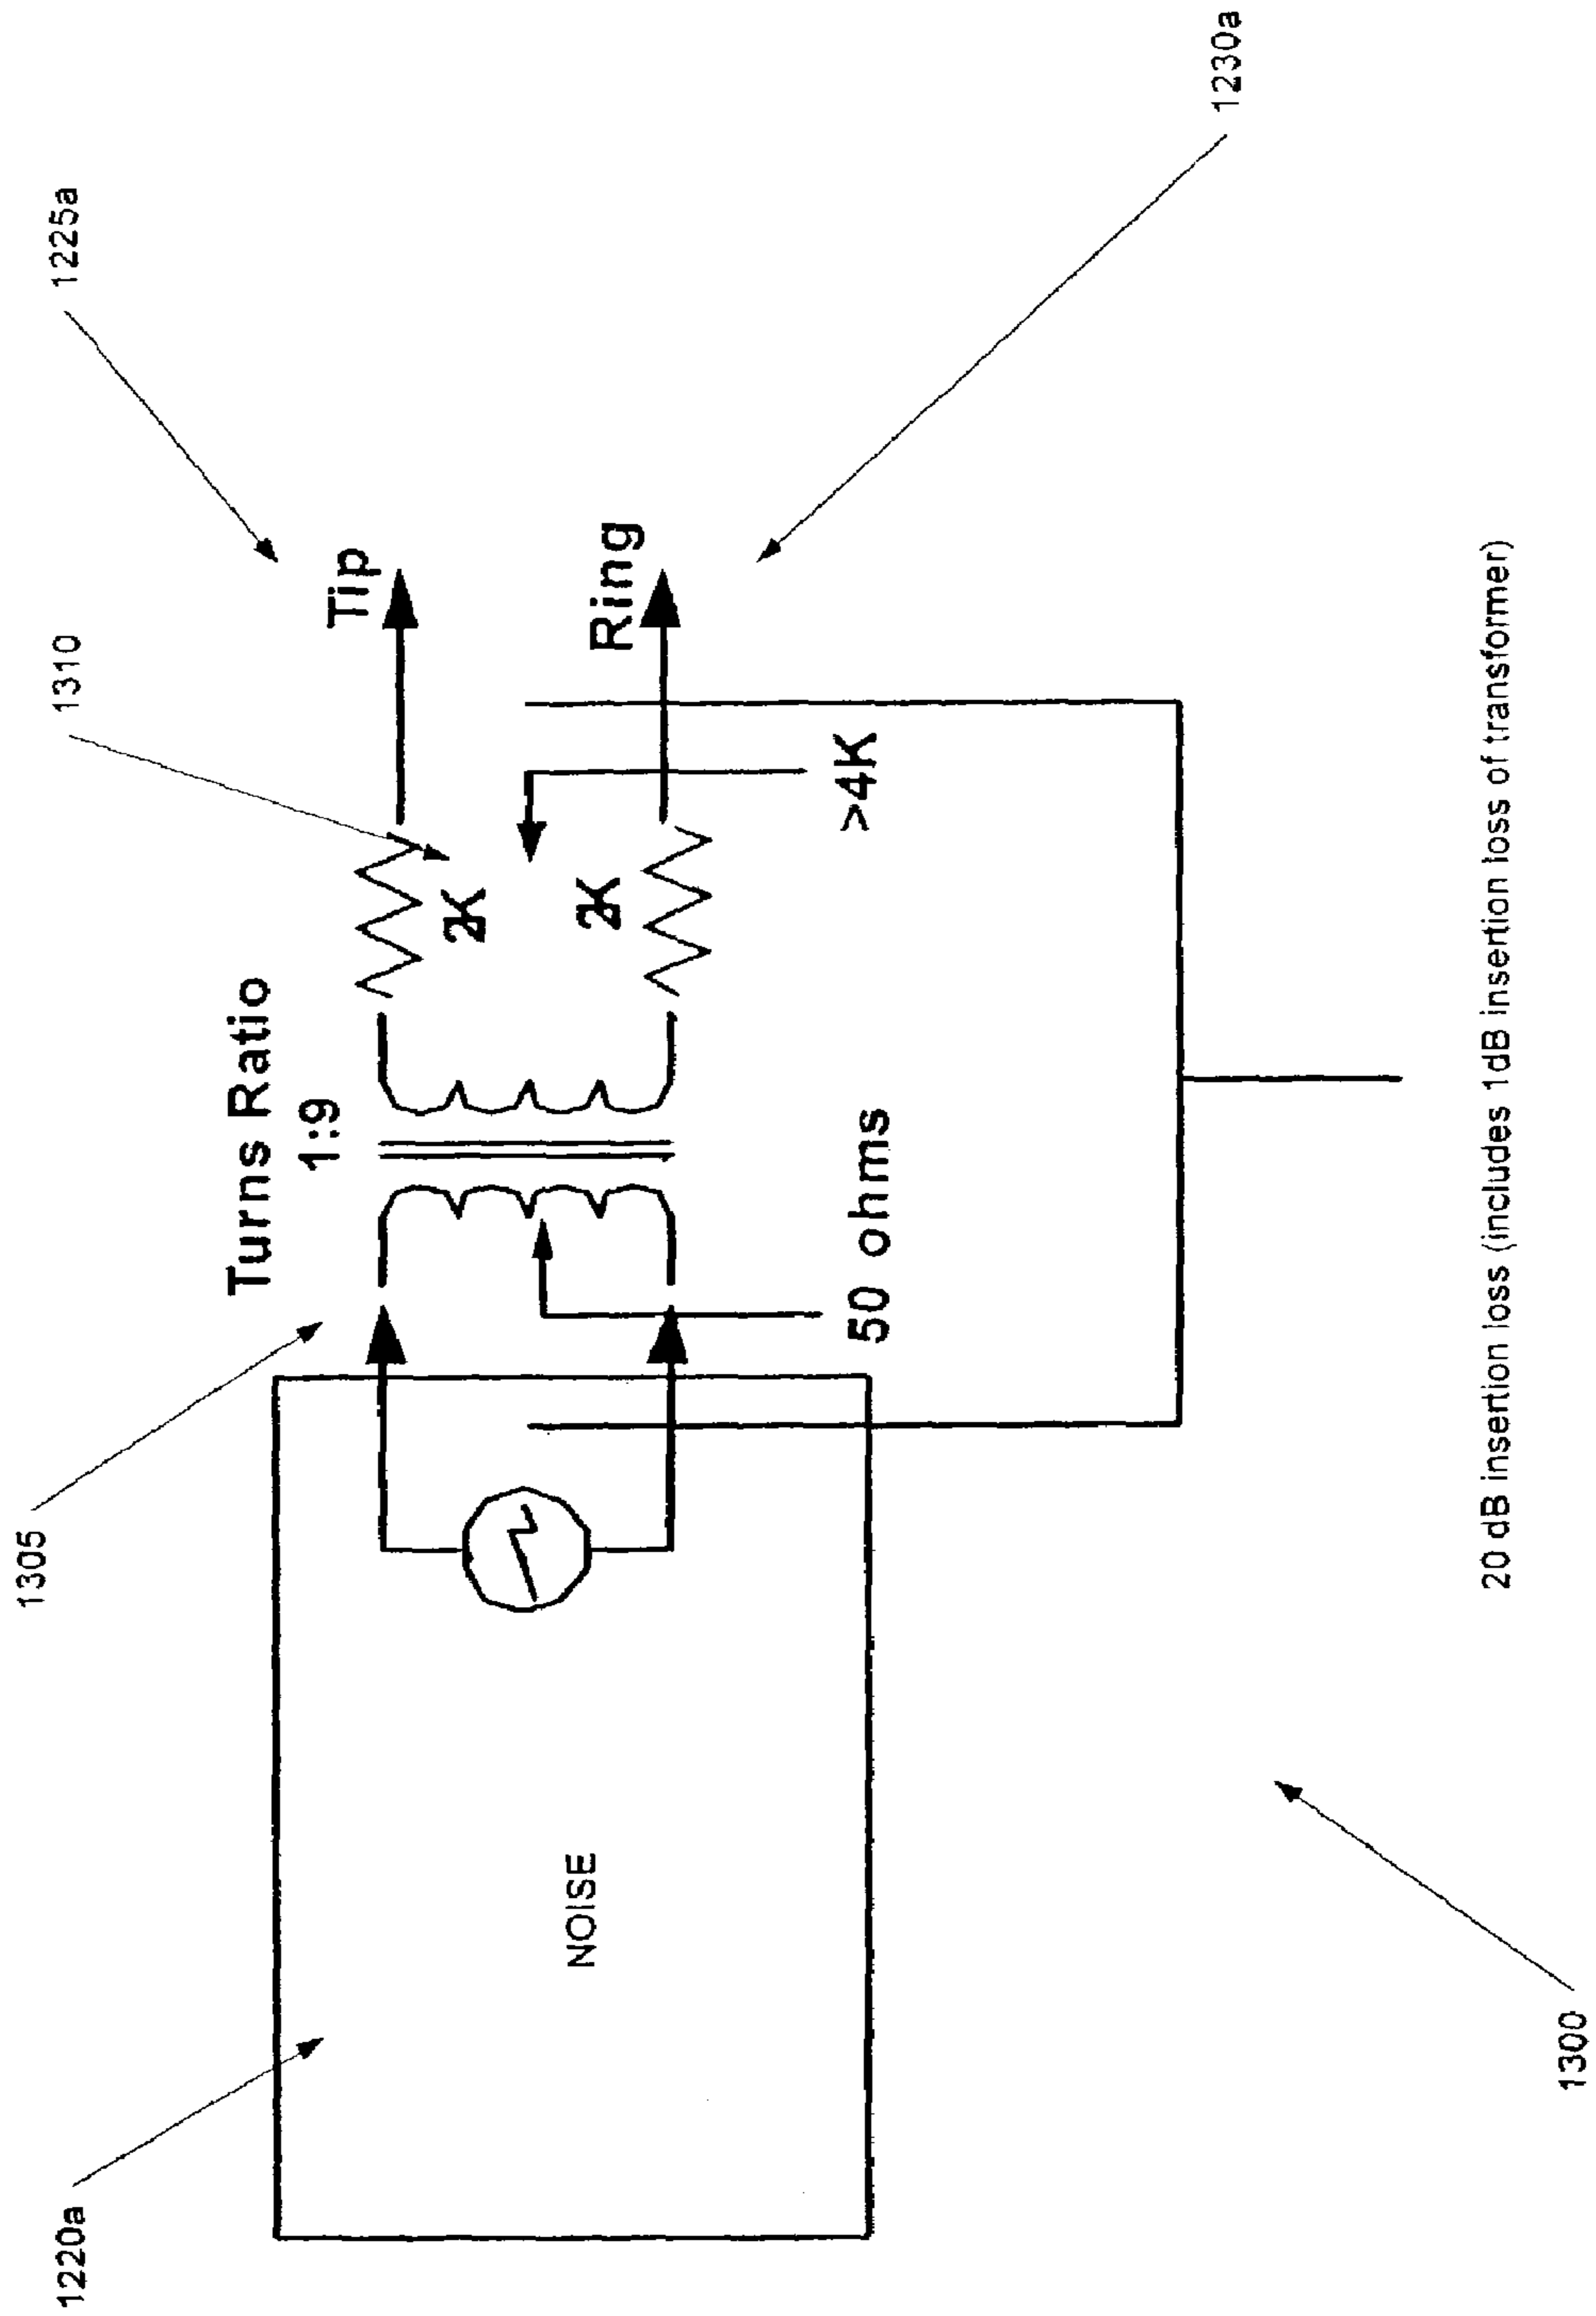 1220a
1305
1310
1225a
Turns Ratio
1:9
Tip
2K
2K
Ring
NOISE
50 ohms
>4K
1230a
20 dB insertion loss (includes 1dB insertion loss of transformer)
1300